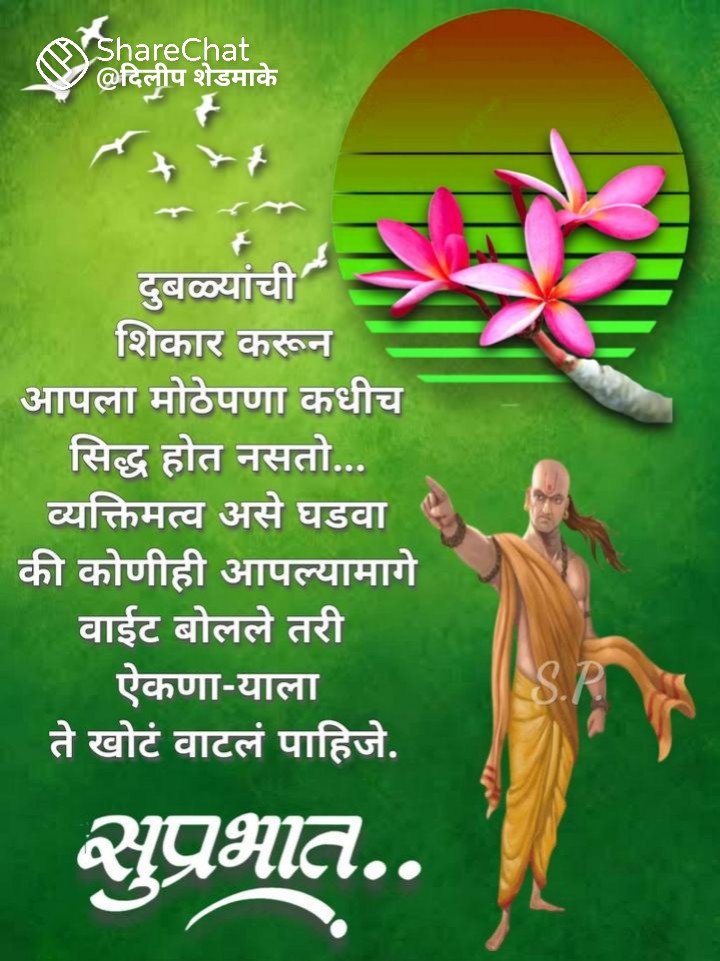 ShareChat
@दिलीप शेडमाके
दुबळ्यांची
शिकार करून
आपला मोठेपणा कधीच
सिद्ध होत नसतो...
व्यक्तिमत्व असे घडवा
की कोणीही आपल्यामागे
वाईट बोलले तरी
ऐकणा-याला
ते खोटं वाटलं पाहिजे.
S.P.
सुप्रभात..